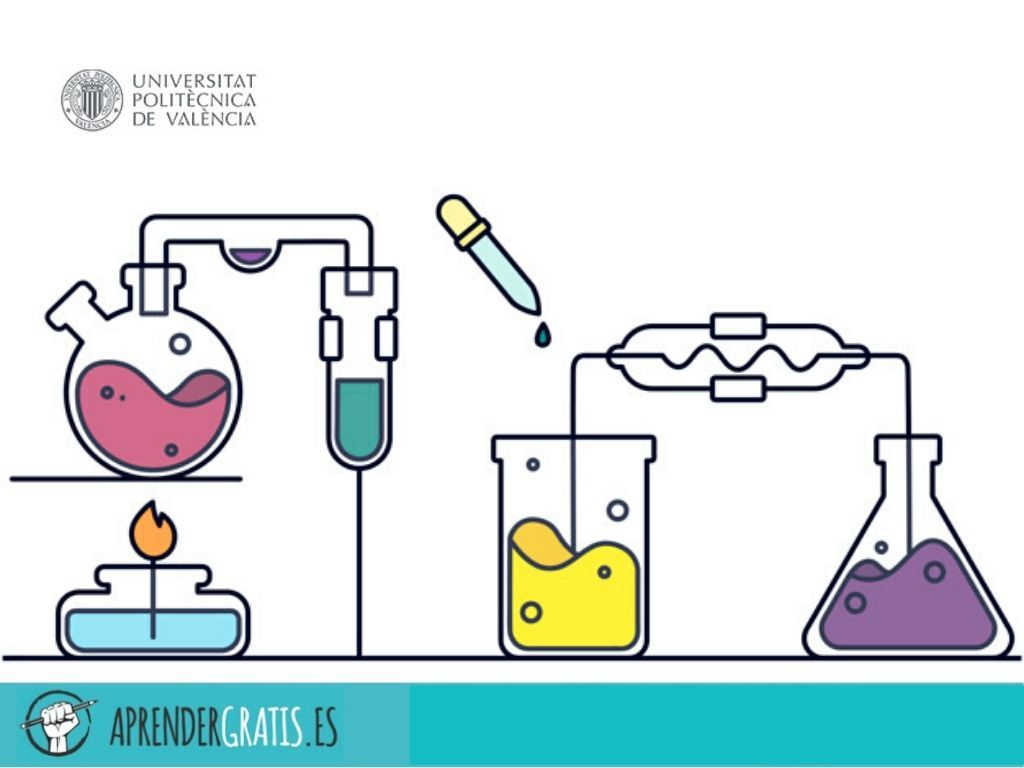 UNIVERSITAT
POLITÈCNICA
DE VALÈNCIA
APRENDERGRATIS.ES